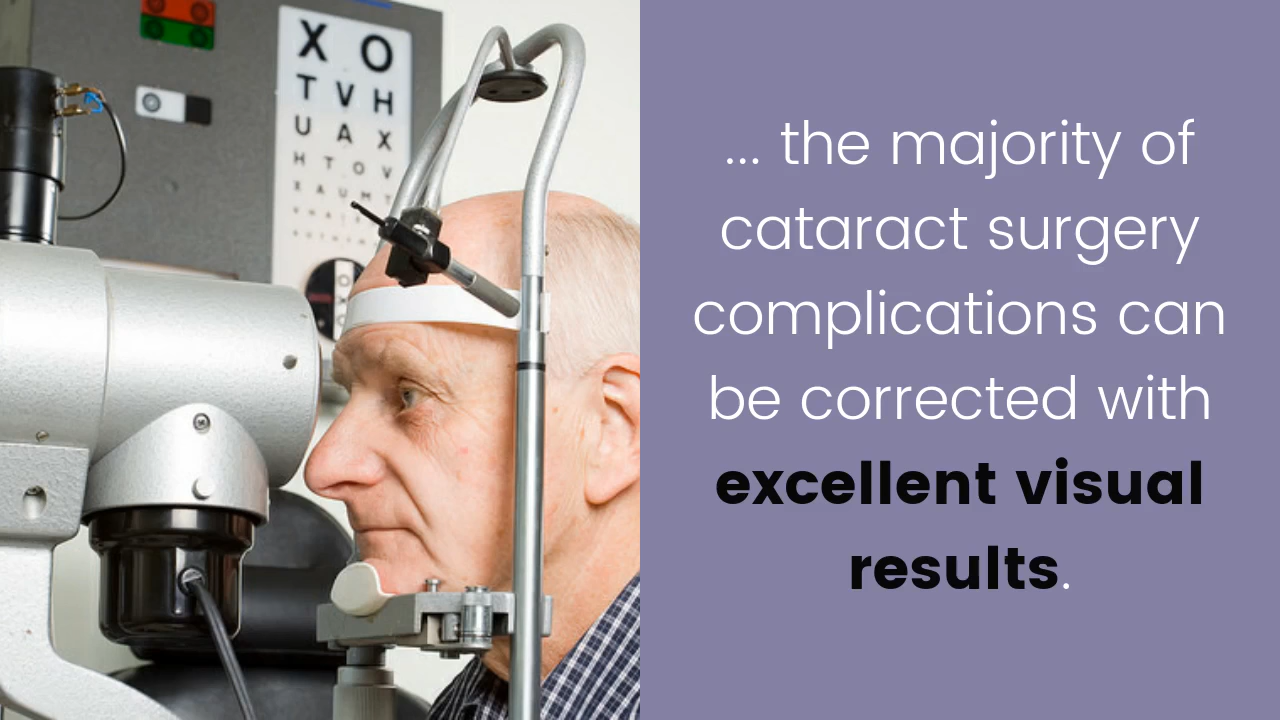 X O
T V H
U A X
H T O V
X A U M T
... the majority of
cataract surgery
complications can
be corrected with
excellent visual
results.